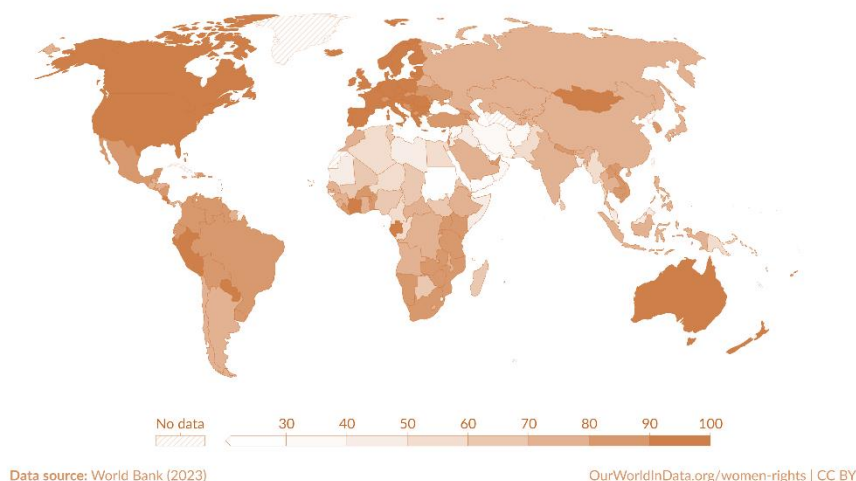 No data 30 40 50 60 70 80 90 100
Data source: World Bank (2023) OurWorldInData.org/women-rights | CC BY